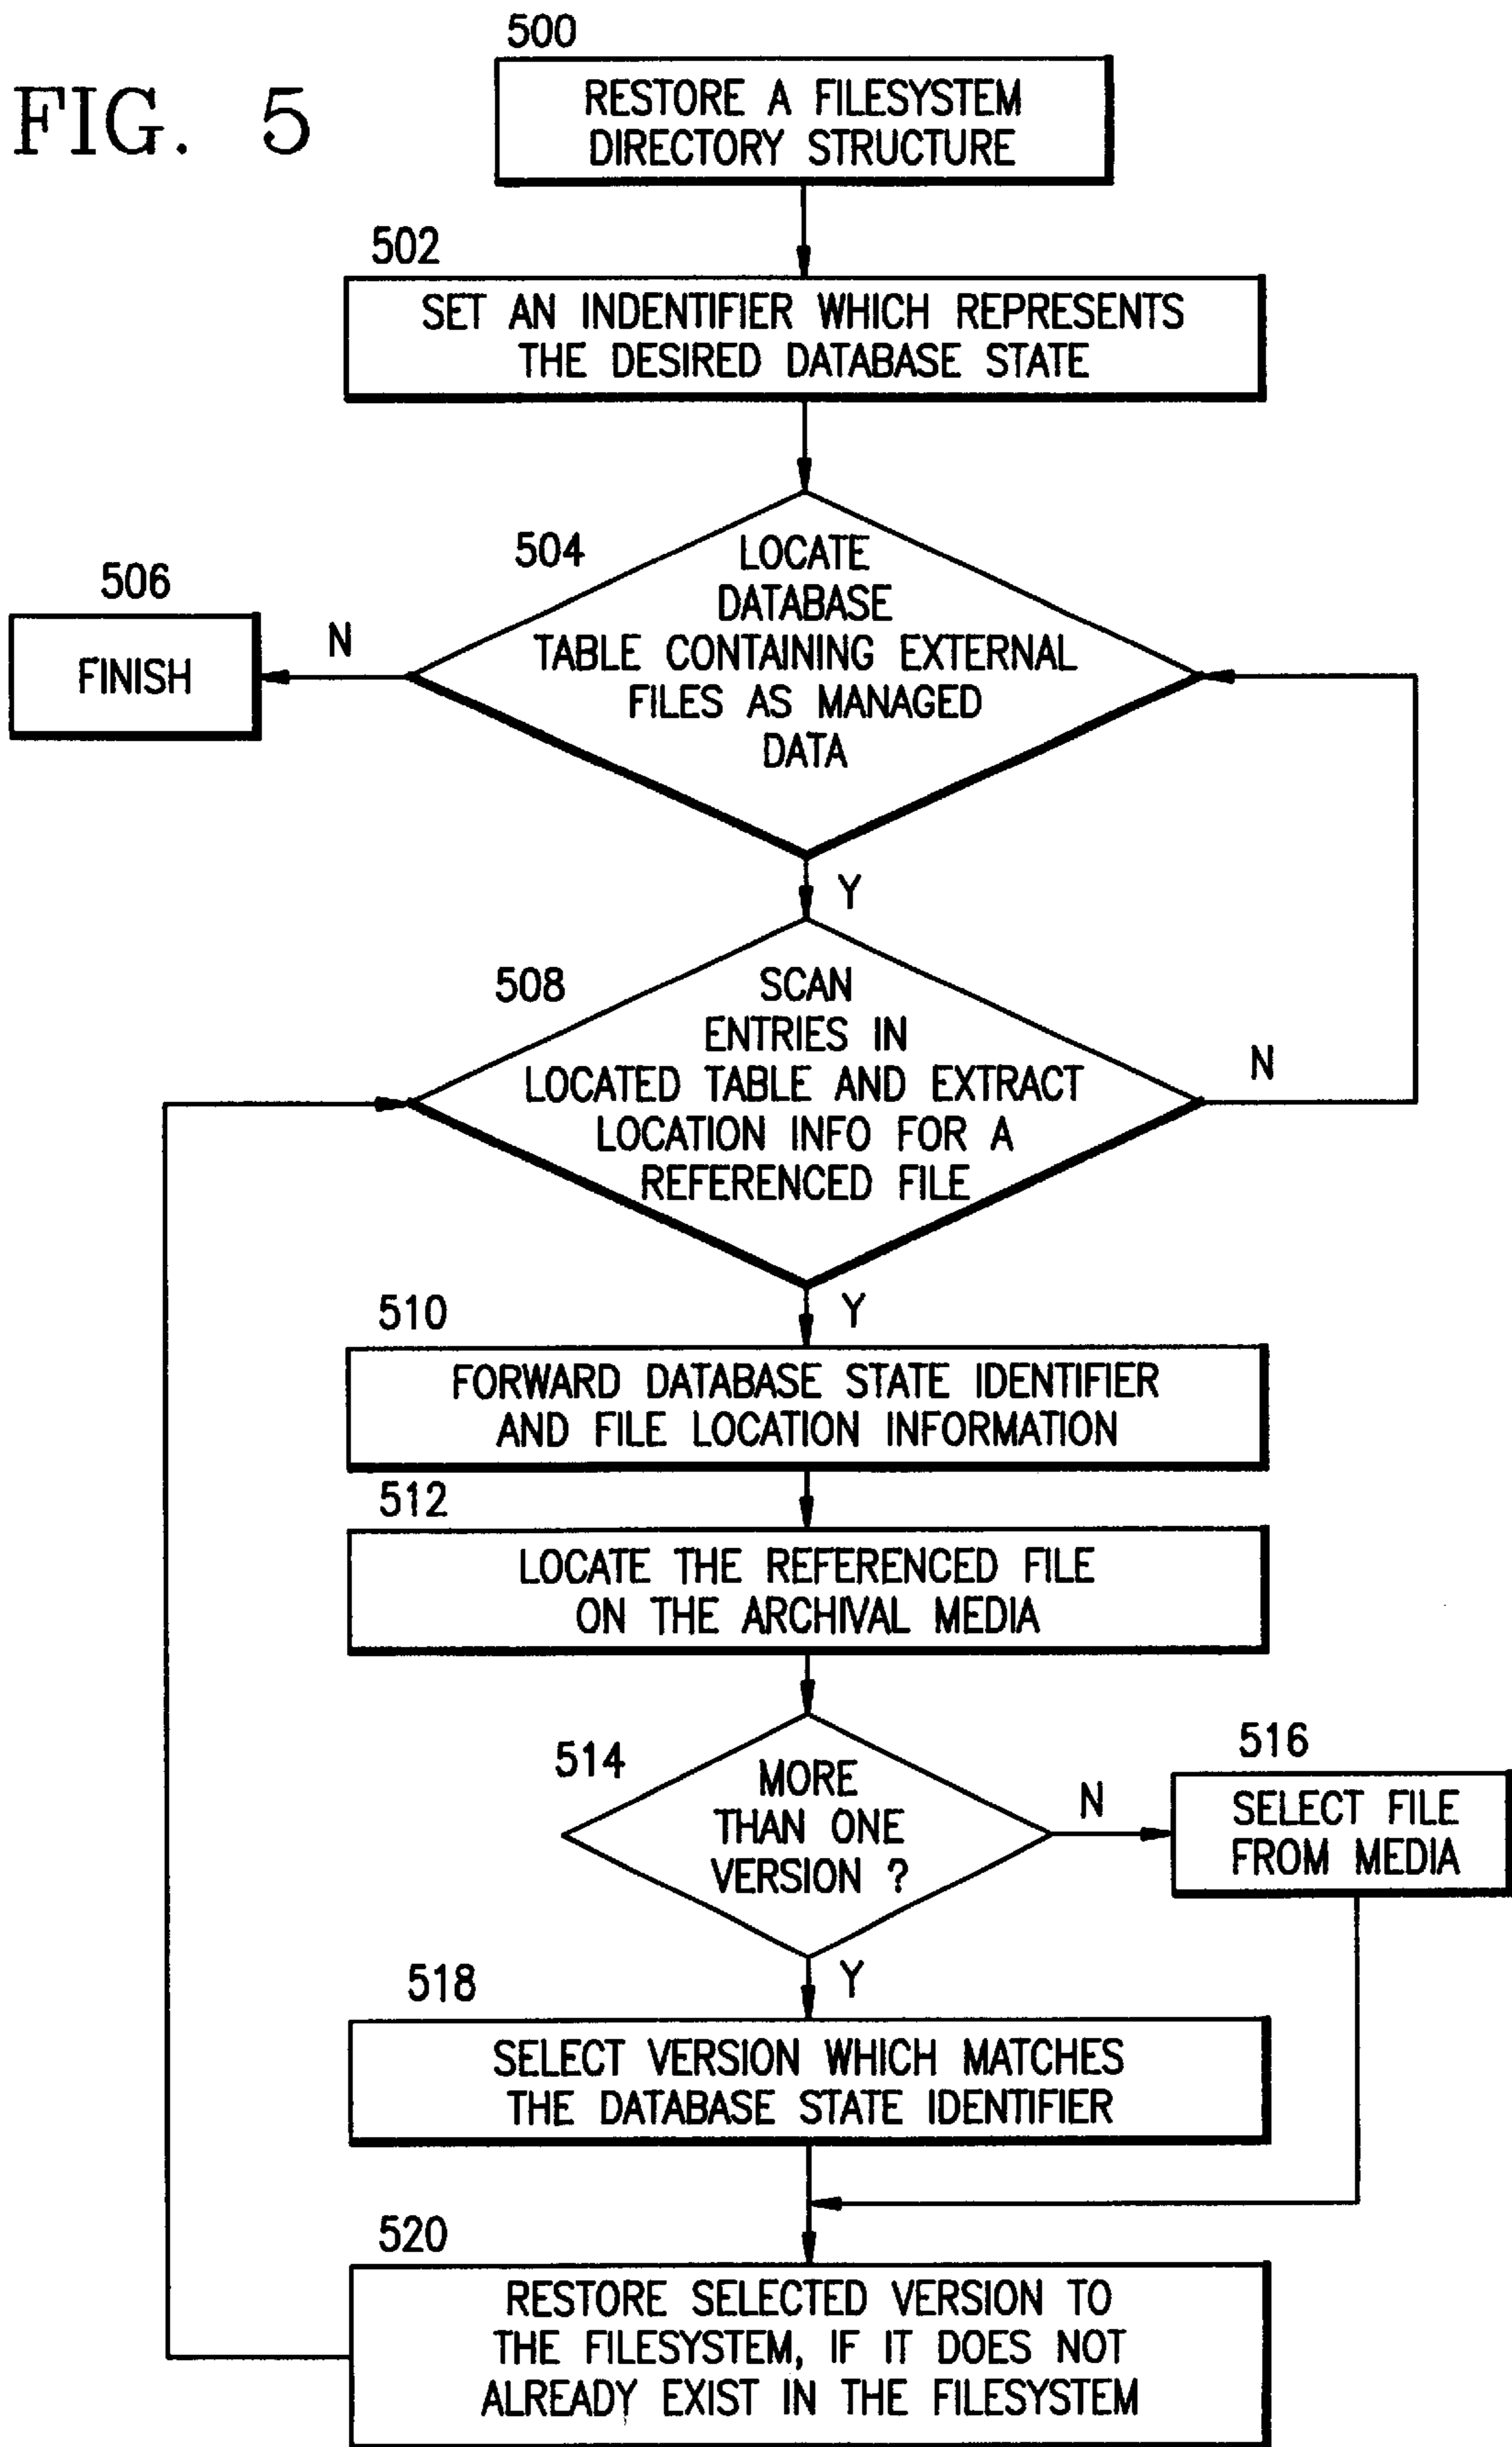 FIG. 5
500
RESTORE A FILESYSTEM
DIRECTORY STRUCTURE
502
SET AN INDENTIFIER WHICH REPRESENTS
THE DESIRED DATABASE STATE
504
LOCATE
DATABASE
TABLE CONTAINING EXTERNAL
FILES AS MANAGED
DATA
N
506
FINISH
Y
508
SCAN
ENTRIES IN
LOCATED TABLE AND EXTRACT
LOCATION INFO FOR A
REFERENCED FILE
N
Y
510
FORWARD DATABASE STATE IDENTIFIER
AND FILE LOCATION INFORMATION
512
LOCATE THE REFERENCED FILE
ON THE ARCHIVAL MEDIA
514
MORE
THAN ONE
VERSION ?
N
516
SELECT FILE
FROM MEDIA
Y
518
SELECT VERSION WHICH MATCHES
THE DATABASE STATE IDENTIFIER
520
RESTORE SELECTED VERSION TO
THE FILESYSTEM, IF IT DOES NOT
ALREADY EXIST IN THE FILESYSTEM